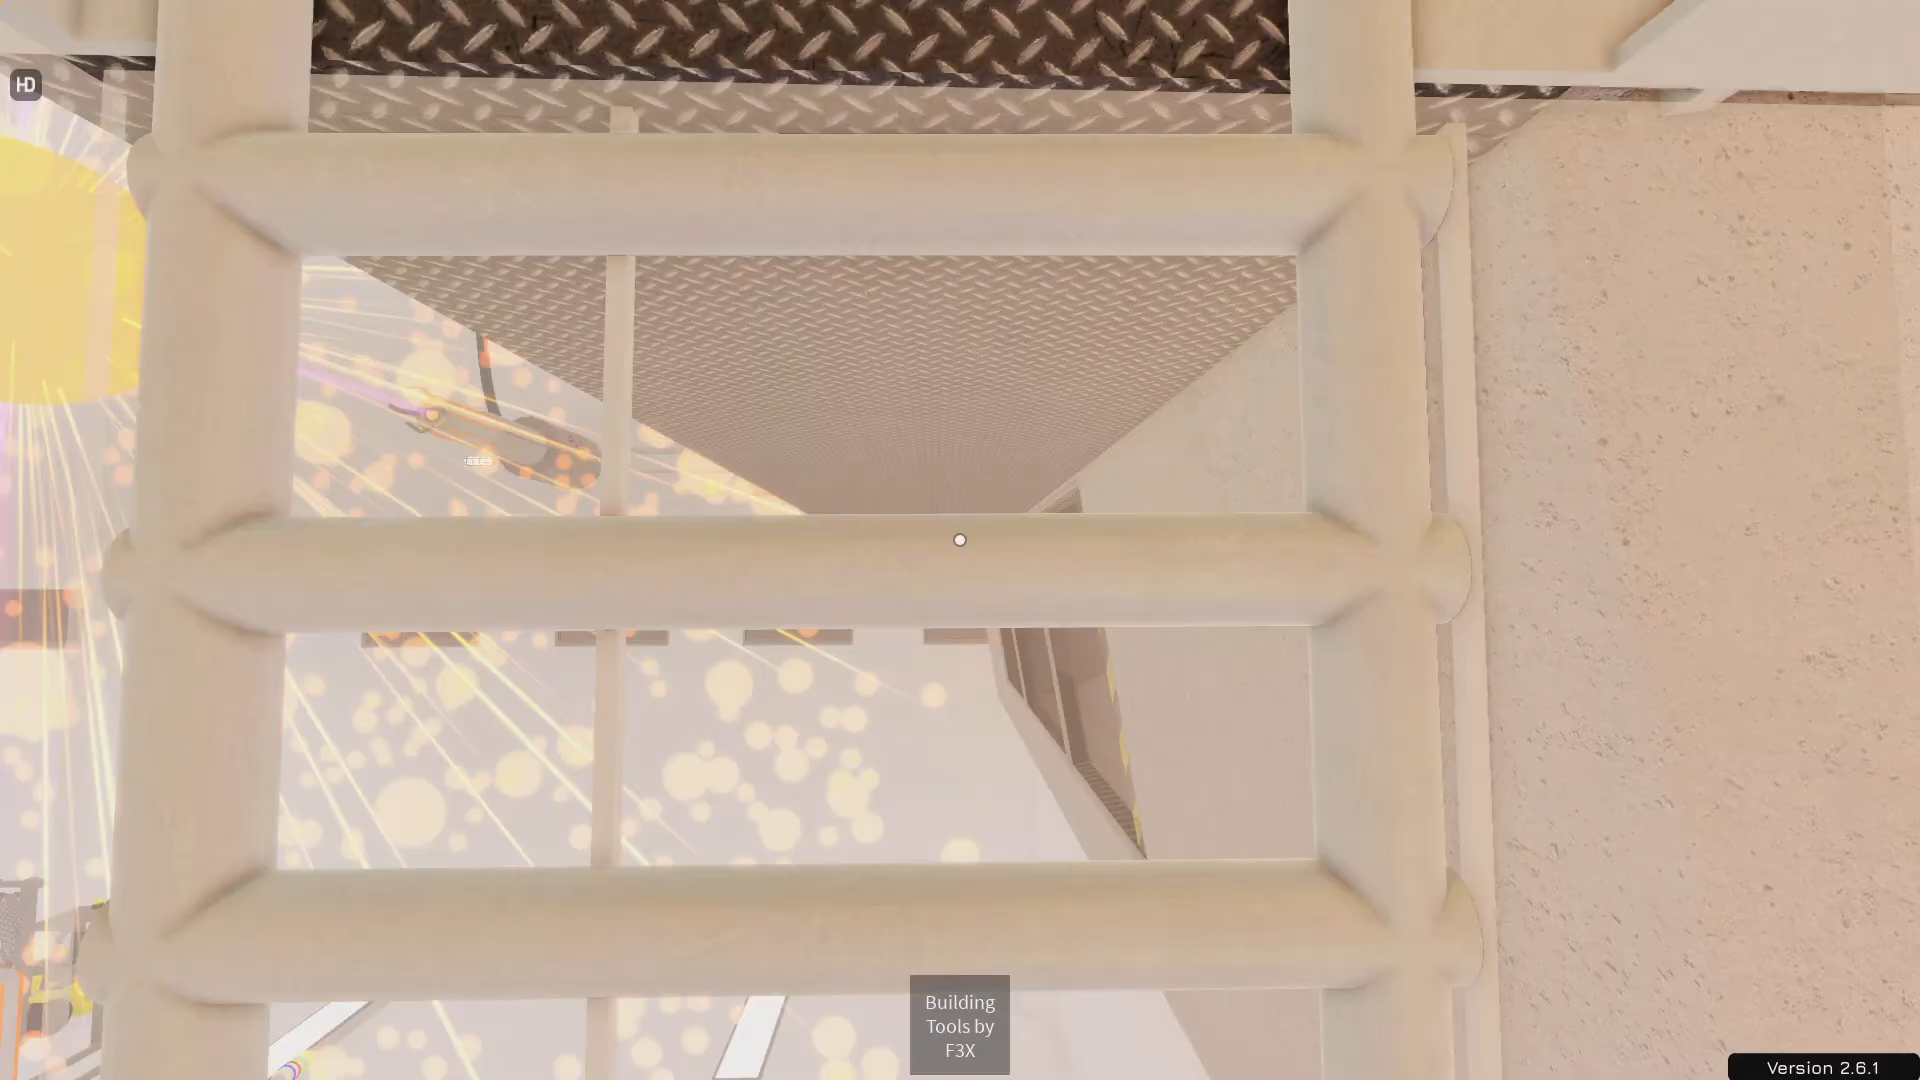 HD
Building
Tools by
F3X
Version 2.6.1